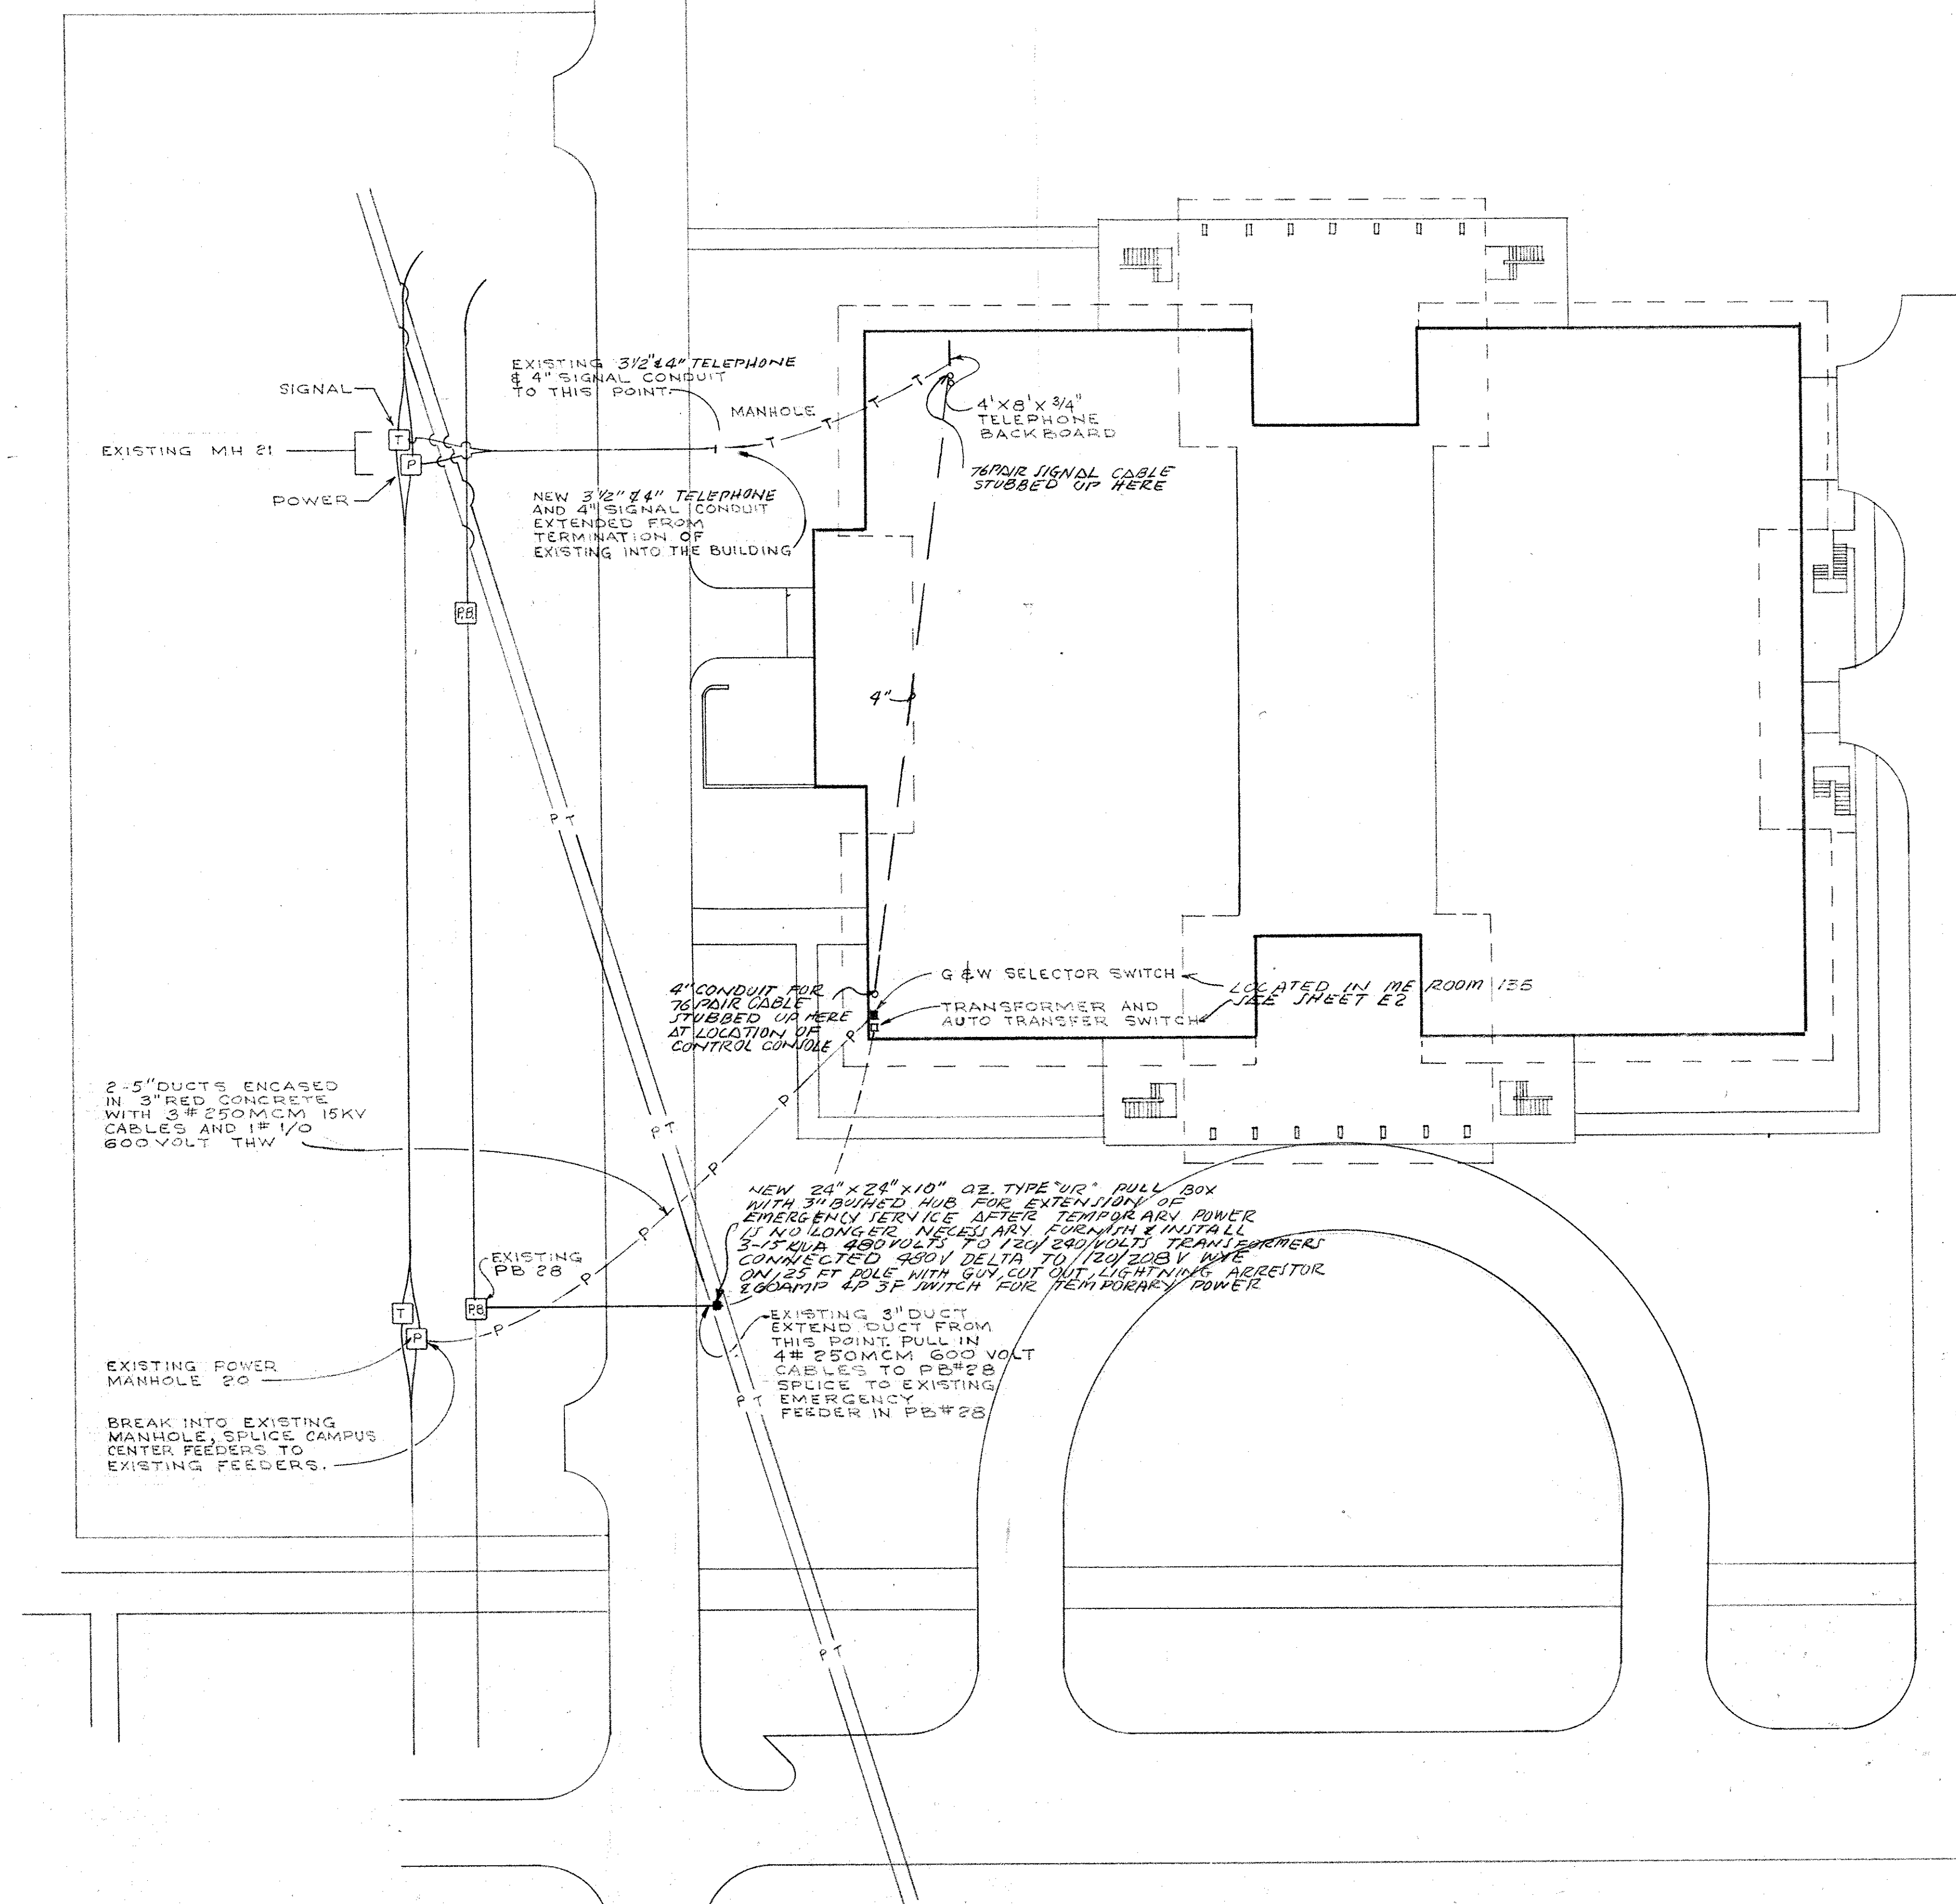 EXISTING 3 1/2" & 4" TELEPHONE
& 4" SIGNAL CONDUIT
TO THIS POINT.
SIGNAL
MANHOLE
4'X8'X3/4"
TELEPHONE
BACKBOARD
T
T
T
T
T
EXISTING MH 21
P
76 PAIR SIGNAL CABLE
STUBBED UP HERE
POWER
NEW 3 1/2" & 4" TELEPHONE
AND 4" SIGNAL CONDUIT
EXTENDED FROM
TERMINATION OF
EXISTING INTO THE BUILDING
P.B.
4"
P T
G & W SELECTOR SWITCH
LOCATED IN ME ROOM 135
SEE SHEET E2
TRANSFORMER AND
AUTO TRANSFER SWITCH
4" CONDUIT FOR
76 PAIR CABLE
STUBBED UP HERE
AT LOCATION OF
CONTROL CONSOLE
P
P
2-5" DUCTS ENCASED
IN 3" RED CONCRETE
WITH 3 # 250 MCM 15KV
CABLES AND 1# 1/0
600 VOLT THW
P T
P
NEW 24" X 24" X 10" OZ. TYPE "UR" PULL BOX
WITH 3" BUSHED HUB FOR EXTENSION OF
EMERGENCY SERVICE AFTER TEMPORARY POWER
IS NO LONGER NECESSARY FURNISH & INSTALL
3-15 KVA 480 VOLTS TO 120/240 VOLTS TRANSFORMERS
CONNECTED 480V DELTA TO 120/208V WYE
ON 25 FT POLE WITH GUY, CUT OUT, LIGHTNING ARRESTOR
& 60AMP 4P 3F SWITCH FOR TEMPORARY POWER
P
EXISTING
PB 28
P
P
T
PB
P
EXISTING 3" DUCT
EXTEND DUCT FROM
THIS POINT. PULL IN
4# 250MCM 600 VOLT
CABLES TO PB#28
SPLICE TO EXISTING
EMERGENCY
FEEDER IN PB#28
EXISTING POWER
MANHOLE 20
P T
BREAK INTO EXISTING
MANHOLE, SPLICE CAMPUS
CENTER FEEDERS TO
EXISTING FEEDERS.
P T